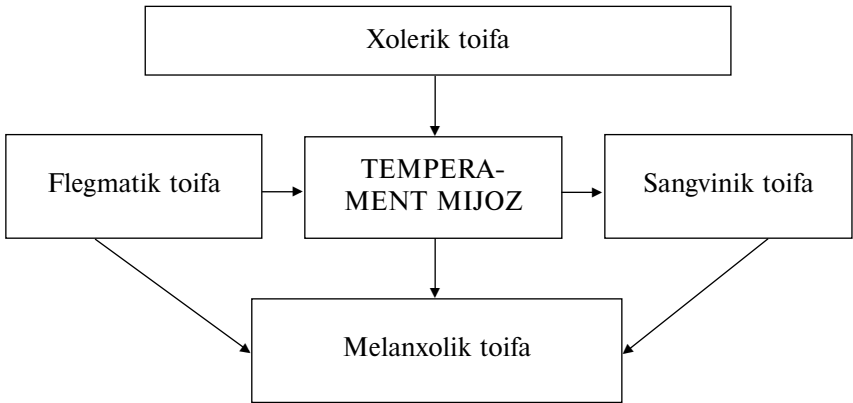 Xolerik toifa
Flegmatik toifa
TEMPERA-
MENT MIJOZ
Sangvinik toifa
Melanxolik toifa